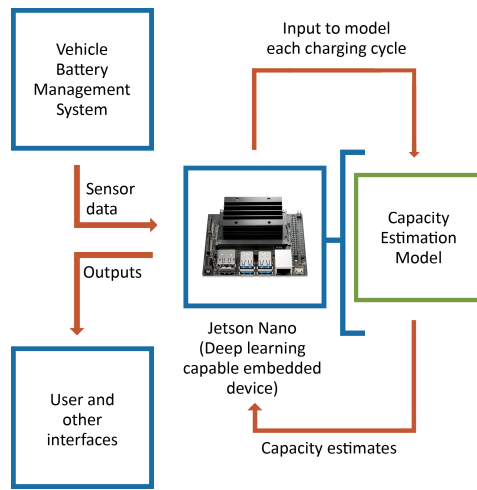 Vehicle
Battery
Management
System
Input to model
each charging cycle
Sensor
data
Outputs
Capacity
Estimation
Model
Jetson Nano
(Deep learning
capable embedded
device)
User and
other
interfaces
Capacity estimates